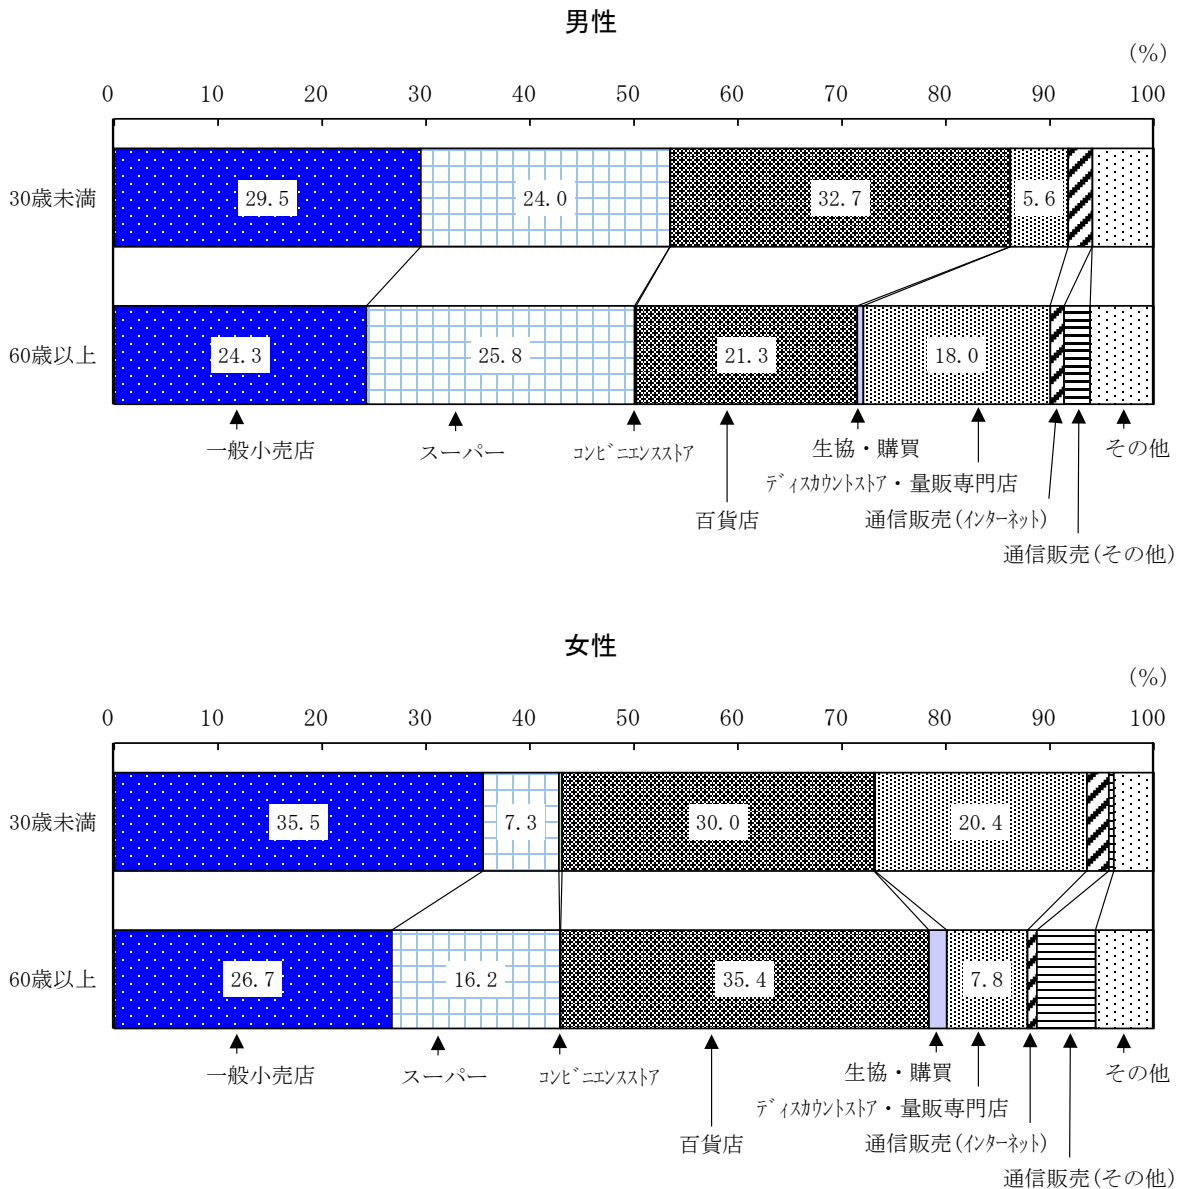 男性
(%)
0 10 20 30 40 50 60 70 80 90 100
30歳未満 29.5 24.0 32.7 5.6
60歳以上 24.3 25.8 21.3 18.0
一般小売店 スーパー ｺﾝﾋﾞﾆｴﾝｽｽﾄｱ 生協・購買 その他
ﾃﾞｨｽｶｳﾝﾄｽﾄｱ・量販専門店
百貨店 通信販売(ｲﾝﾀｰﾈｯﾄ)
通信販売(その他)
女性
(%)
0 10 20 30 40 50 60 70 80 90 100
30歳未満 35.5 7.3 30.0 20.4
60歳以上 26.7 16.2 35.4 7.8
一般小売店 スーパー ｺﾝﾋﾞﾆｴﾝｽｽﾄｱ 生協・購買 その他
ﾃﾞｨｽｶｳﾝﾄｽﾄｱ・量販専門店
百貨店 通信販売(ｲﾝﾀｰﾈｯﾄ)
通信販売(その他)